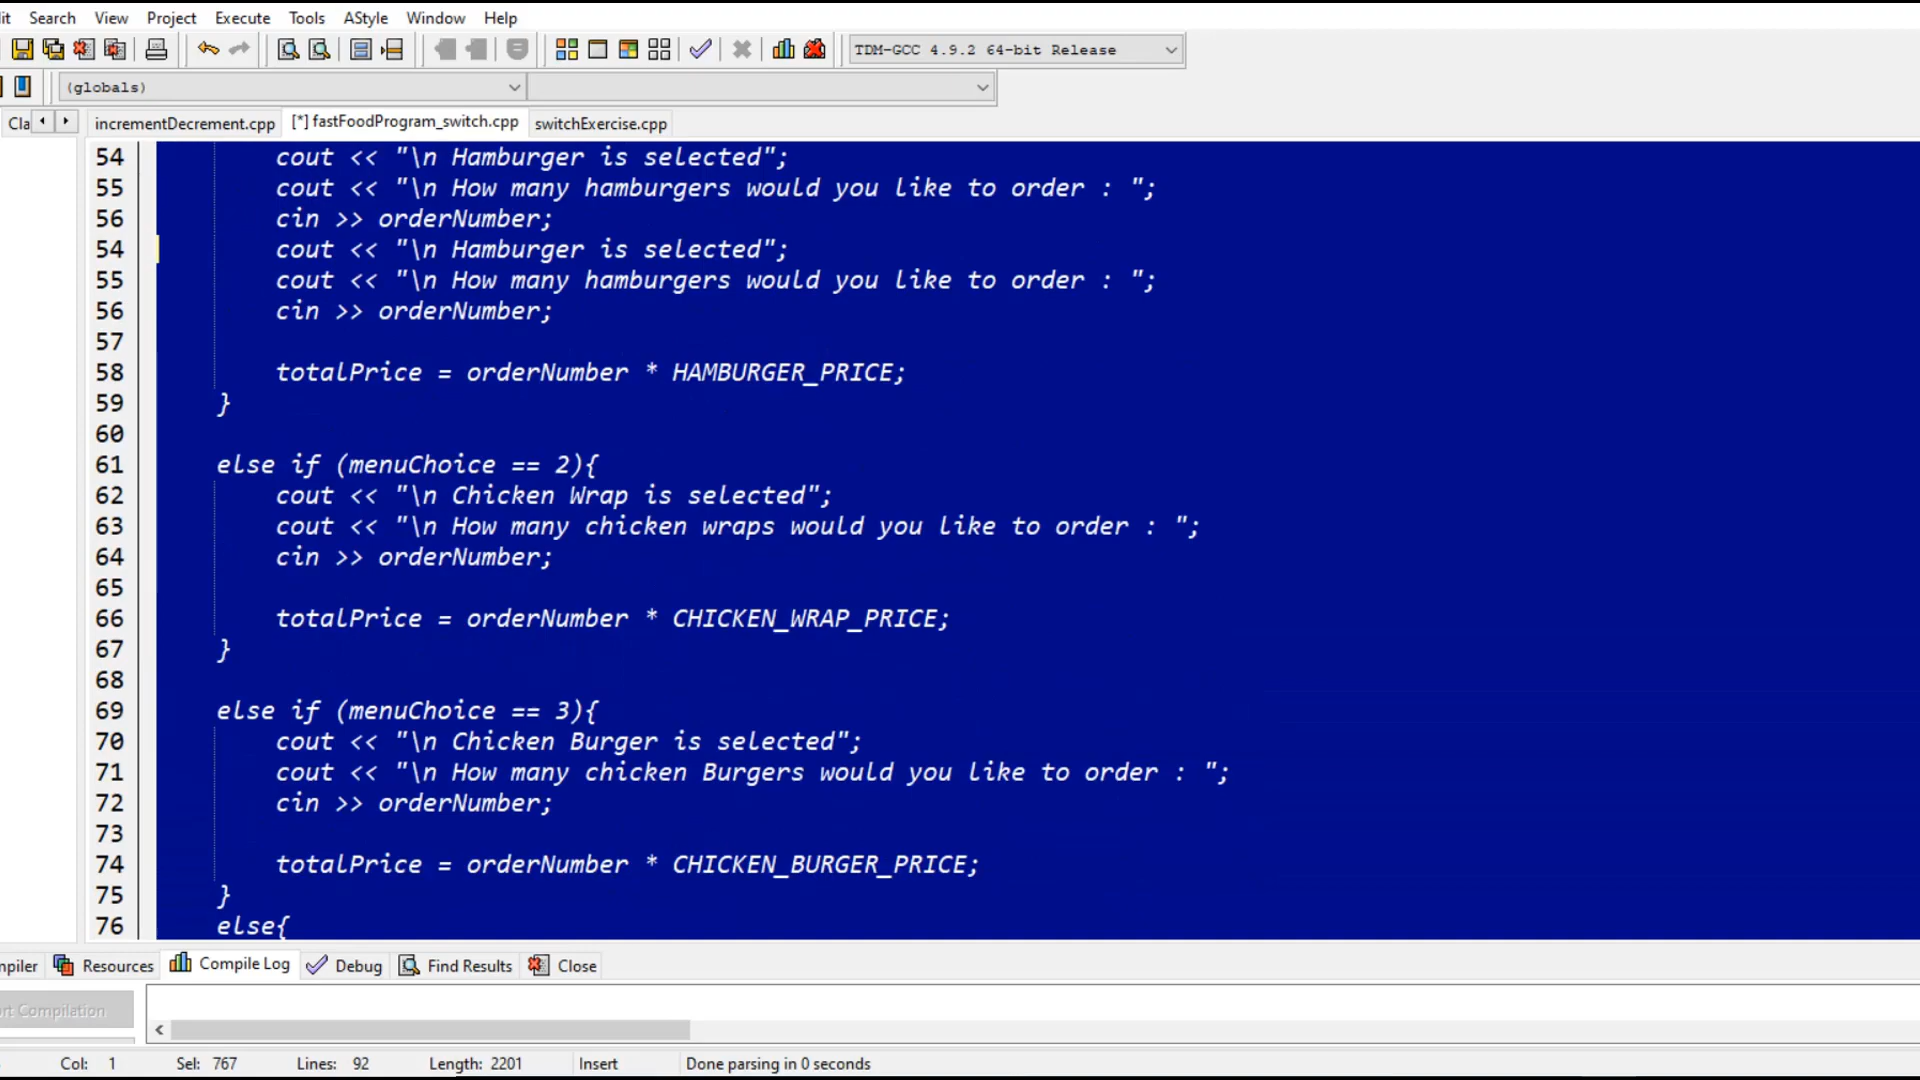 it Search View Project Execute Tools AStyle Window Help
TDM-GCC 4.9.2 64-bit Release
(globals)
Cla incrementDecrement.cpp [*] fastFoodProgram_switch.cpp switchExercise.cpp
54 cout << "\n Hamburger is selected";
55 cout << "\n How many hamburgers would you like to order : ";
56 cin >> orderNumber;
54 cout << "\n Hamburger is selected";
55 cout << "\n How many hamburgers would you like to order : ";
56 cin >> orderNumber;
57
58 totalPrice = orderNumber * HAMBURGER_PRICE;
59 }
60
61 else if (menuChoice == 2){
62 cout << "\n Chicken Wrap is selected";
63 cout << "\n How many chicken wraps would you like to order : ";
64 cin >> orderNumber;
65
66 totalPrice = orderNumber * CHICKEN_WRAP_PRICE;
67 }
68
69 else if (menuChoice == 3){
70 cout << "\n Chicken Burger is selected";
71 cout << "\n How many chicken Burgers would you like to order : ";
72 cin >> orderNumber;
73
74 totalPrice = orderNumber * CHICKEN_BURGER_PRICE;
75 }
76 else{
mpiler Resources Compile Log Debug Find Results Close
rt Compilation
Col: 1 Sel: 767 Lines: 92 Length: 2201 Insert Done parsing in 0 seconds